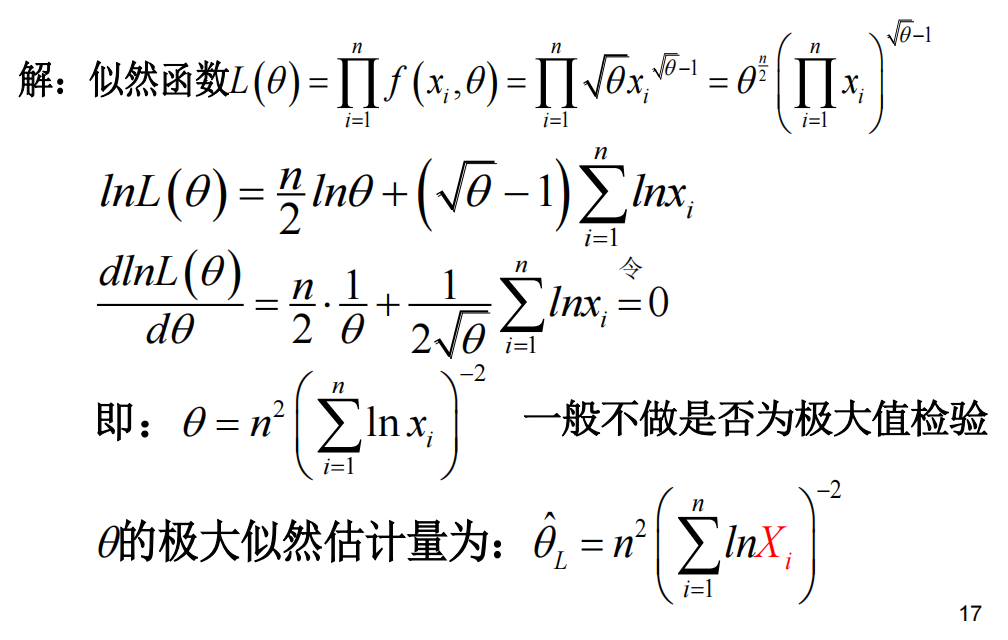 解：似然函数L(θ) = ∏_{i=1}^{n} f(x_i,θ) = ∏_{i=1}^{n} √θ x_i^{√θ-1} = θ^{n/2} (∏_{i=1}^{n} x_i)^{√θ-1}
lnL(θ) = n/2 lnθ + (√θ - 1) ∑_{i=1}^{n} lnx_i
dlnL(θ)/dθ = n/2 · 1/θ + 1/(2√θ) ∑_{i=1}^{n} lnx_i 令= 0
即：θ = n² (∑_{i=1}^{n} ln x_i)^{-2} 一般不做是否为极大值检验
θ的极大似然估计量为：θ̂_L = n² (∑_{i=1}^{n} lnX_i)^{-2}
17